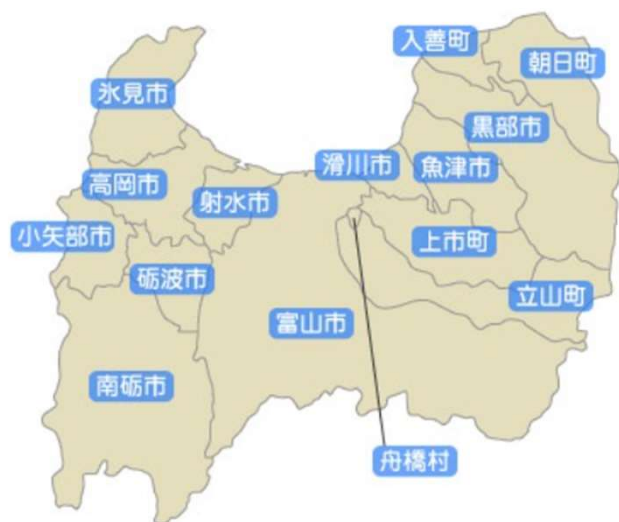 入善町
朝日町
氷見市
黒部市
滑川市
魚津市
高岡市
射水市
小矢部市
上市町
砺波市
立山町
富山市
南砺市
舟橋村